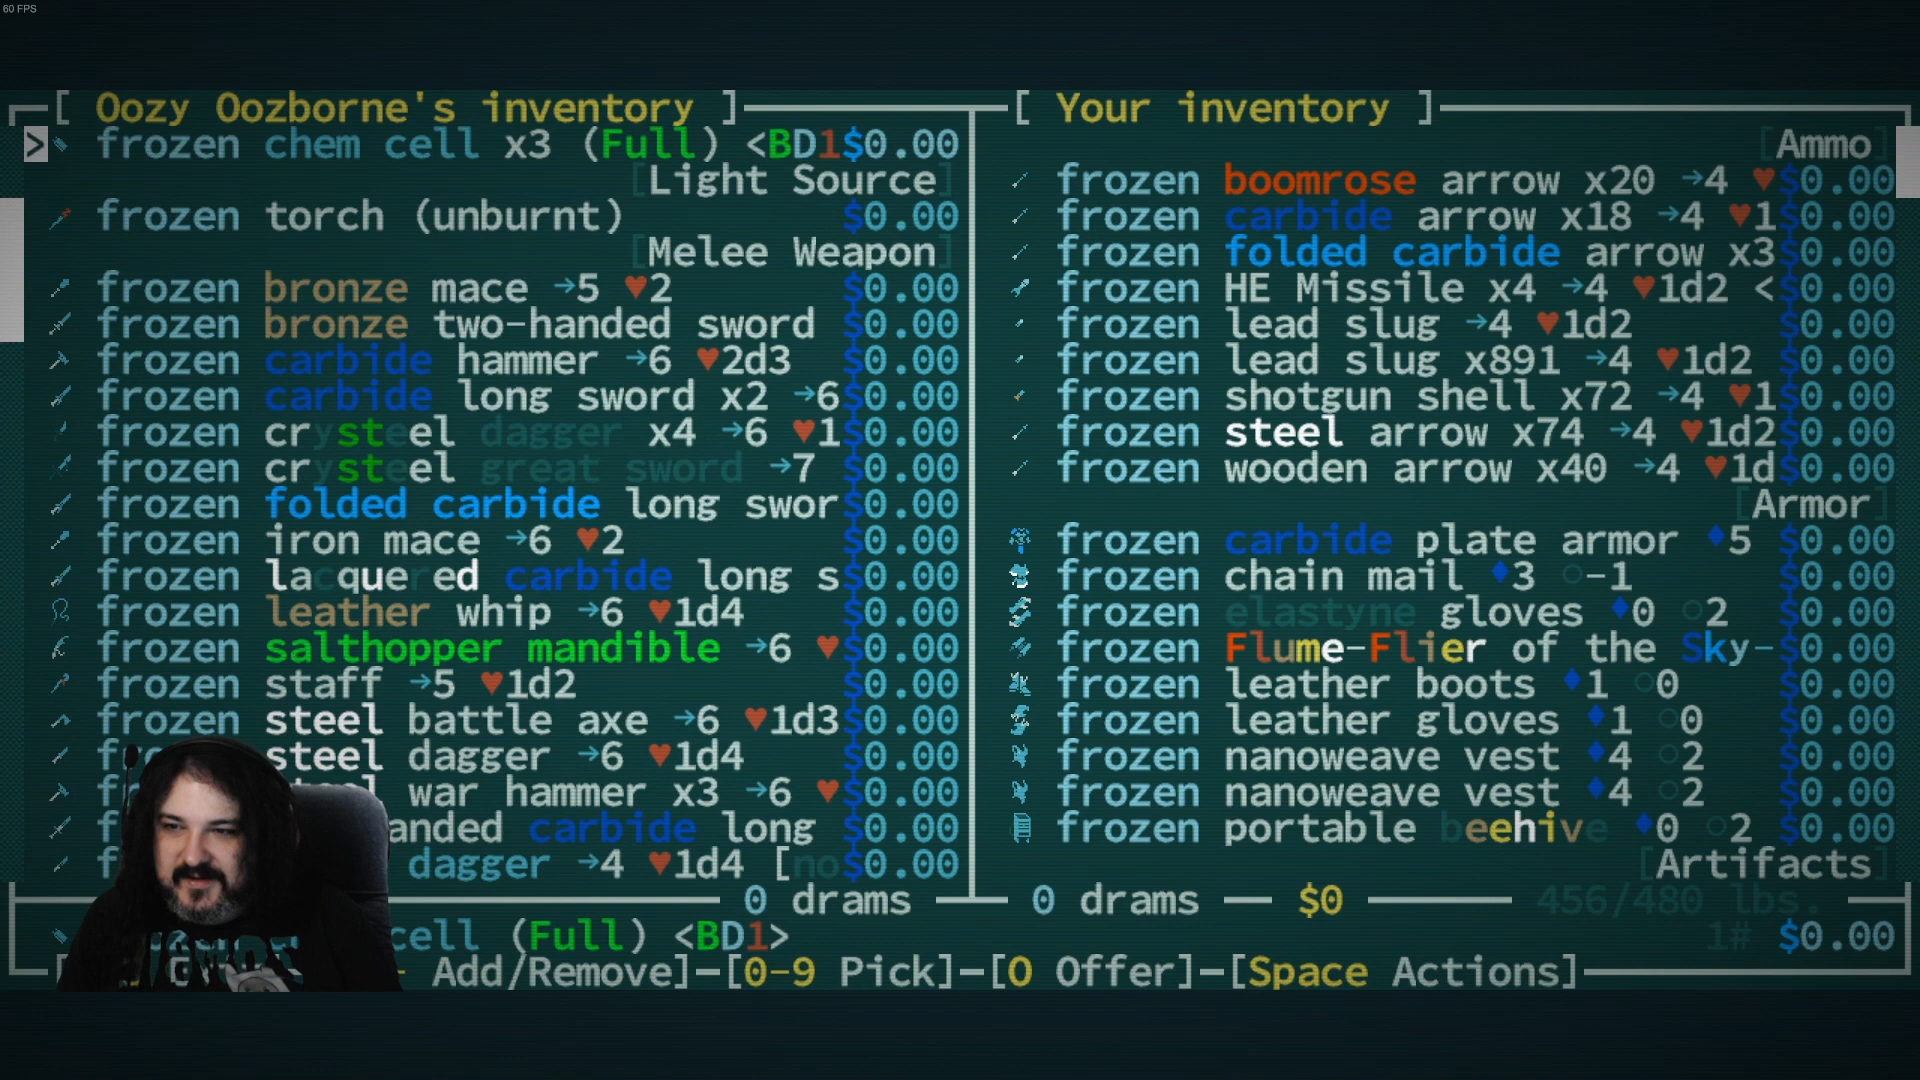 60 FPS
[ Oozy Oozborne's inventory ]
> frozen chem cell x3 (Full) <BD1$0.00
[Light Source]
frozen torch (unburnt) $0.00
[Melee Weapon]
frozen bronze mace →5 ♥2 $0.00
frozen bronze two-handed sword $0.00
frozen carbide hammer →6 ♥2d3 $0.00
frozen carbide long sword x2 →6$0.00
frozen crysteel dagger x4 →6 ♥1$0.00
frozen crysteel great sword →7 $0.00
frozen folded carbide long swor$0.00
frozen iron mace →6 ♥2 $0.00
frozen lacquered carbide long s$0.00
frozen leather whip →6 ♥1d4 $0.00
frozen salthopper mandible →6 ♥$0.00
frozen staff →5 ♥1d2 $0.00
frozen steel battle axe →6 ♥1d3$0.00
steel dagger →6 ♥1d4 $0.00
war hammer x3 →6 ♥$0.00
anded carbide long $0.00
dagger →4 ♥1d4 [no$0.00
0 drams
[ Your inventory ]
[Ammo]
frozen boomrose arrow x20 →4 ♥$0.00
frozen carbide arrow x18 →4 ♥1$0.00
frozen folded carbide arrow x3$0.00
frozen HE Missile x4 →4 ♥1d2 <$0.00
frozen lead slug →4 ♥1d2 $0.00
frozen lead slug x891 →4 ♥1d2 $0.00
frozen shotgun shell x72 →4 ♥1$0.00
frozen steel arrow x74 →4 ♥1d2$0.00
frozen wooden arrow x40 →4 ♥1d$0.00
[Armor]
frozen carbide plate armor ♦5 $0.00
frozen chain mail ♦3 ○-1 $0.00
frozen elastyne gloves ♦0 ○2 $0.00
frozen Flume-Flier of the Sky-$0.00
frozen leather boots ♦1 ○0 $0.00
frozen leather gloves ♦1 ○0 $0.00
frozen nanoweave vest ♦4 ○2 $0.00
frozen nanoweave vest ♦4 ○2 $0.00
frozen portable beehive ♦0 ○2 $0.00
[Artifacts]
0 drams — $0 — 456/480 lbs.
cell (Full) <BD1> 1# $0.00
Add/Remove]─[0-9 Pick]─[O Offer]─[Space Actions]